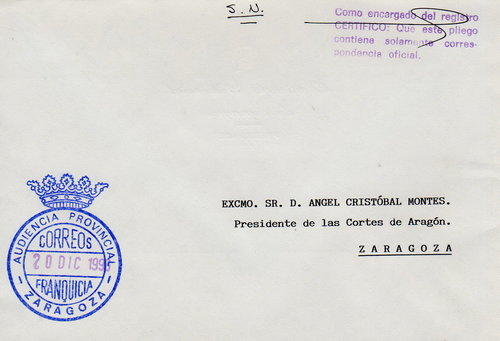 S. N.
Como encargado del registro
CERTIFICO: Que este pliego
contiene solamente corres-
pondencia oficial.
EXCMO. SR. D. ANGEL CRISTÓBAL MONTES.
Presidente de las Cortes de Aragón.
ZARAGOZA
AUDIENCIA PROVINCIAL
CORREOS
20 DIC
FRANQUICIA
- ZARAGOZA -